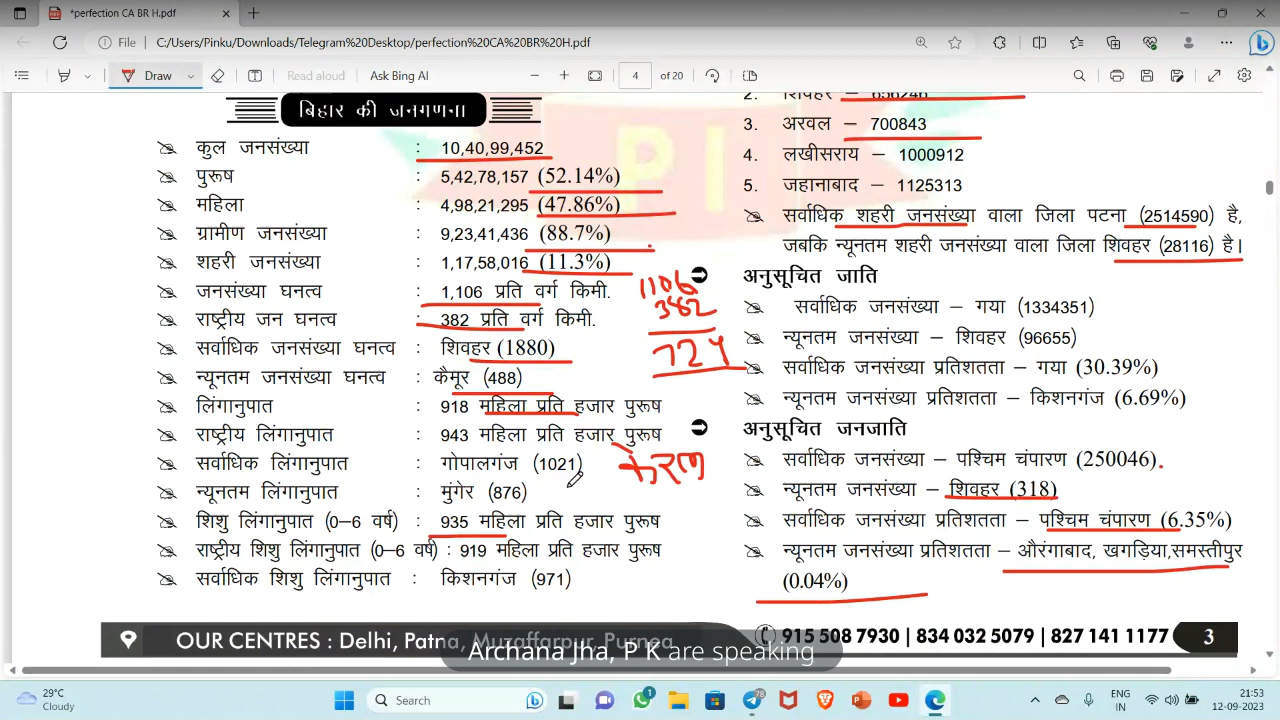 *perfection CA BR H.pdf
File C:/Users/Pinku/Downloads/Telegram%20Desktop/perfection%20CA%20BR%20H.pdf
Draw Read aloud Ask Bing AI 4 of 20
बिहार की जनगणना
कुल जनसंख्या : 10,40,99,452
पुरूष : 5,42,78,157 (52.14%)
महिला : 4,98,21,295 (47.86%)
ग्रामीण जनसंख्या : 9,23,41,436 (88.7%)
शहरी जनसंख्या : 1,17,58,016 (11.3%)
जनसंख्या घनत्व : 1,106 प्रति वर्ग किमी.
राष्ट्रीय जन घनत्व : 382 प्रति वर्ग किमी.
सर्वाधिक जनसंख्या घनत्व : शिवहर (1880)
न्यूनतम जनसंख्या घनत्व : कैमूर (488)
लिंगानुपात : 918 महिला प्रति हजार पुरूष
राष्ट्रीय लिंगानुपात : 943 महिला प्रति हजार पुरूष
सर्वाधिक लिंगानुपात : गोपालगंज (1021)
न्यूनतम लिंगानुपात : मुंगेर (876)
शिशु लिंगानुपात (0–6 वर्ष) : 935 महिला प्रति हजार पुरूष
राष्ट्रीय शिशु लिंगानुपात (0–6 वर्ष) : 919 महिला प्रति हजार पुरूष
सर्वाधिक शिशु लिंगानुपात : किशनगंज (971)
1106
382
724
केरल
2. शिवहर – 656246
3. अरवल – 700843
4. लखीसराय – 1000912
5. जहानाबाद – 1125313
सर्वाधिक शहरी जनसंख्या वाला जिला पटना (2514590) है,
जबकि न्यूनतम शहरी जनसंख्या वाला जिला शिवहर (28116) है।
अनुसूचित जाति
सर्वाधिक जनसंख्या – गया (1334351)
न्यूनतम जनसंख्या – शिवहर (96655)
सर्वाधिक जनसंख्या प्रतिशतता – गया (30.39%)
न्यूनतम जनसंख्या प्रतिशतता – किशनगंज (6.69%)
अनुसूचित जनजाति
सर्वाधिक जनसंख्या – पश्चिम चंपारण (250046)
न्यूनतम जनसंख्या – शिवहर (318)
सर्वाधिक जनसंख्या प्रतिशतता – पश्चिम चंपारण (6.35%)
न्यूनतम जनसंख्या प्रतिशतता – औरंगाबाद, खगड़िया,समस्तीपुर
(0.04%)
PI
OUR CENTRES : Delhi, Patna, Muzaffarpur, Purnea
915 508 7930 | 834 032 5079 | 827 141 1177 3
Archana Jha, P K are speaking
29°C
Cloudy
Search
1
78
ENG
IN
21:53
12-09-2023